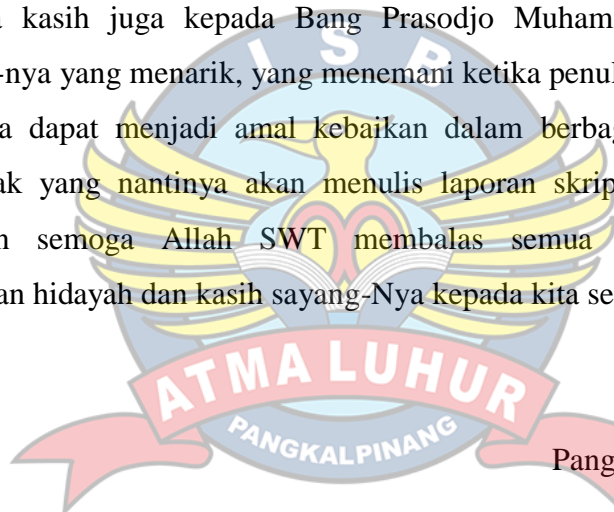 kasih juga kepada Bang Prasodjo Muham
-nya yang menarik, yang menemani ketika penul
dapat menjadi amal kebaikan dalam berbag
ak yang nantinya akan menulis laporan skrip
semoga Allah SWT membalas semua
an hidayah dan kasih sayang-Nya kepada kita se
I S B
ATMA LUHUR
PANGKALPINANG
Pang